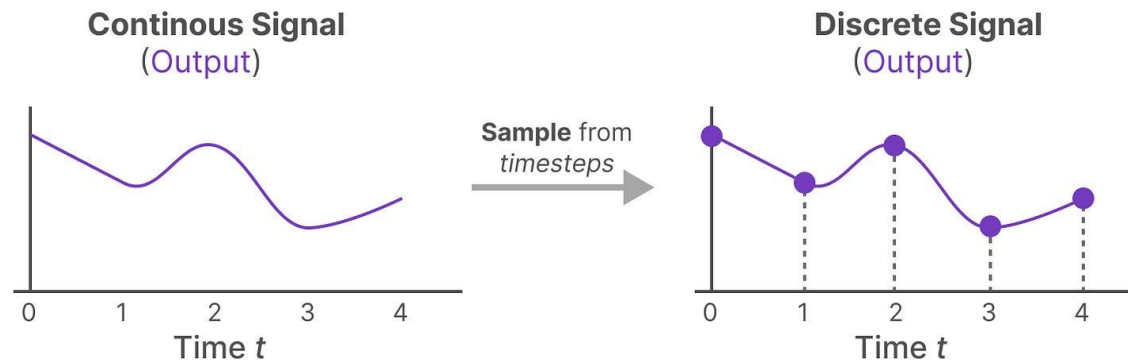 Continous Signal
(Output)
0 1 2 3 4
Time t
Sample from
timesteps
Discrete Signal
(Output)
0 1 2 3 4
Time t